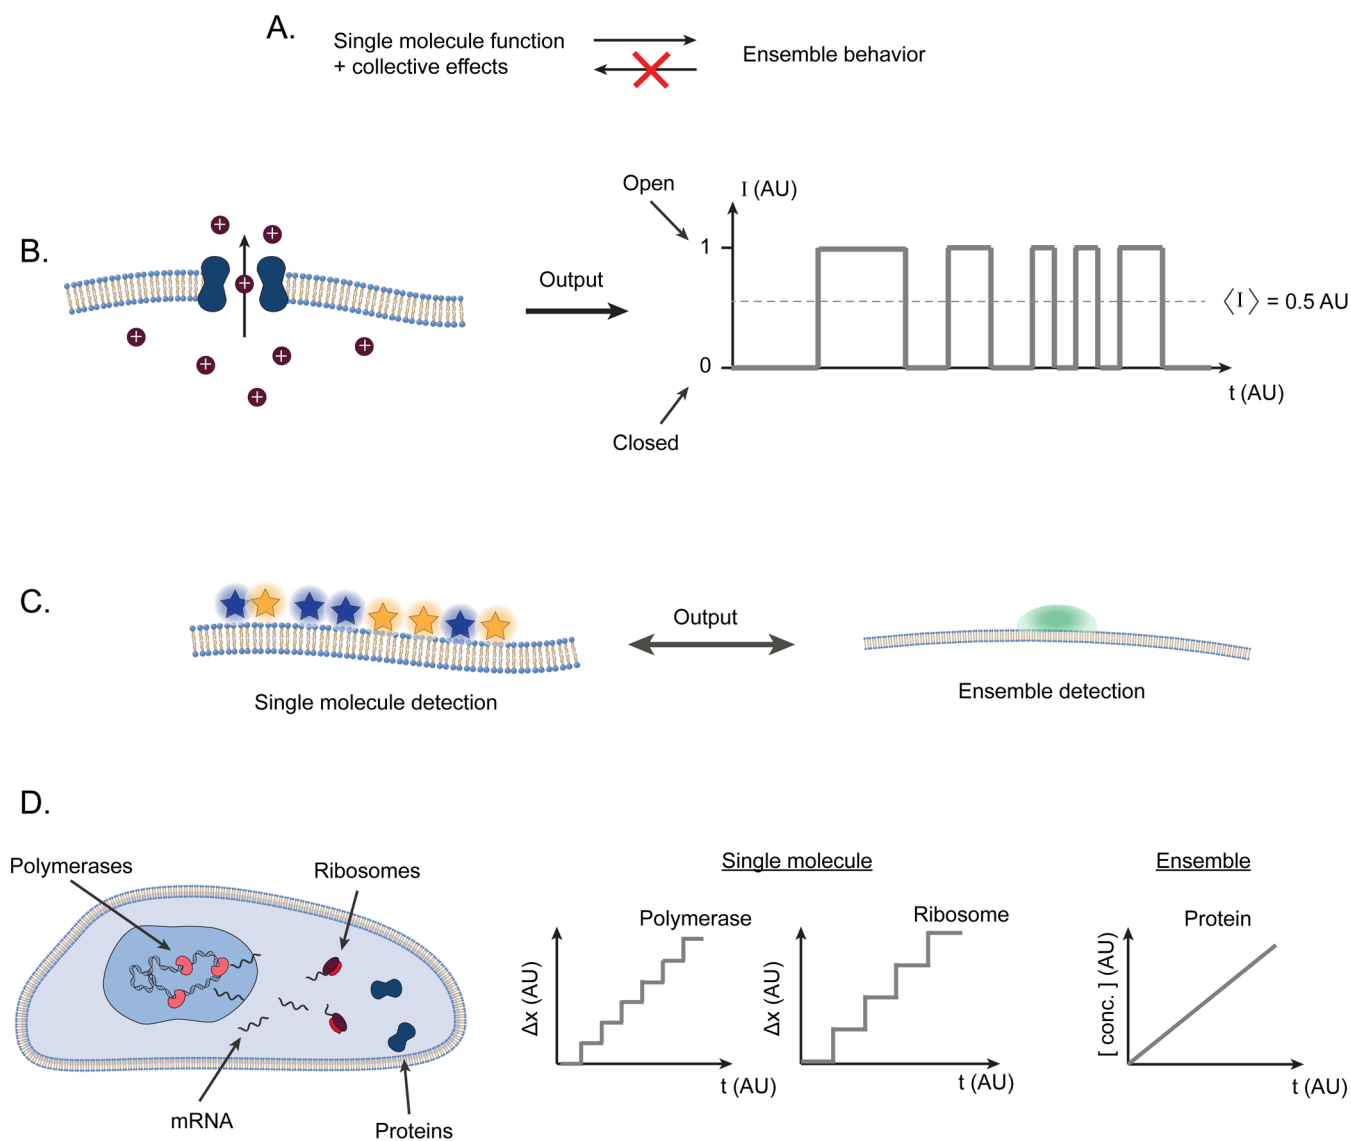 A.
Single molecule function
+ collective effects
Ensemble behavior
B.
+
+
+
+
+
+
+
+
Output
Open
I (AU)
1
⟨I⟩ = 0.5 AU
0
t (AU)
Closed
C.
Output
Single molecule detection
Ensemble detection
D.
Polymerases
Ribosomes
mRNA
Proteins
Single molecule
Polymerase
Δx (AU)
t (AU)
Ribosome
Δx (AU)
t (AU)
Ensemble
Protein
[ conc. ] (AU)
t (AU)